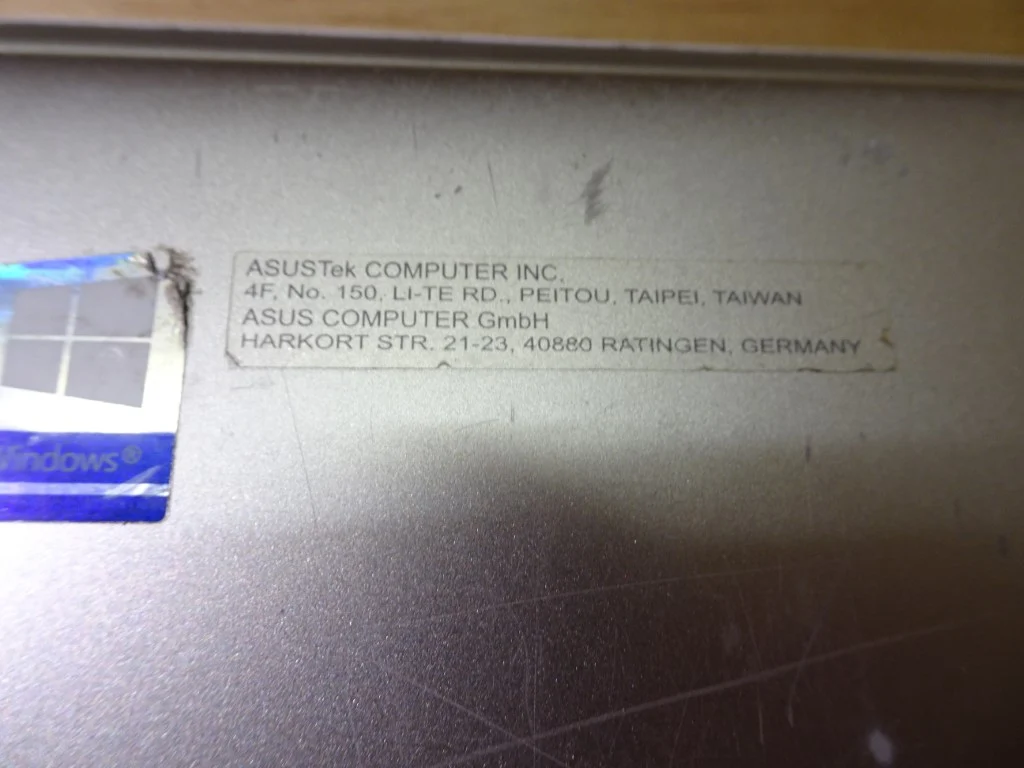 ASUSTek COMPUTER INC.
4F, No. 150, LI-TE RD., PEITOU, TAIPEI, TAIWAN
ASUS COMPUTER GmbH
HARKORT STR. 21-23, 40880 RATINGEN, GERMANY
Windows®